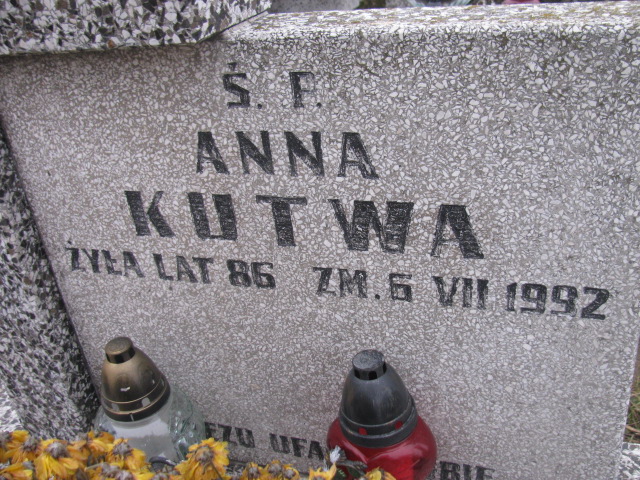 Ś. P.
ANNA
KUTWA
ŻYŁA LAT 86 ZM. 6 VII 1992